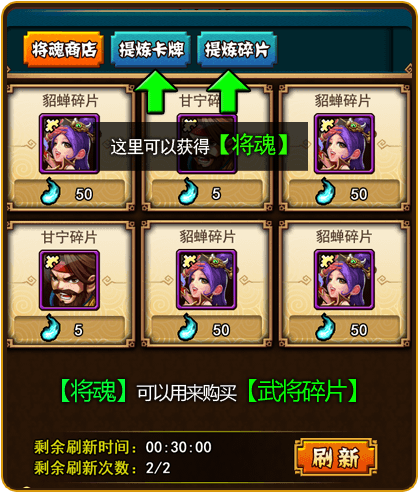 将魂商店 提炼卡牌 提炼碎片
貂蝉碎片 甘宁碎片 貂蝉碎片
这里可以获得【将魂】
50 5 50
甘宁碎片 貂蝉碎片 貂蝉碎片
5 50 50
【将魂】可以用来购买【武将碎片】
剩余刷新时间：00:30:00
剩余刷新次数：2/2
刷新